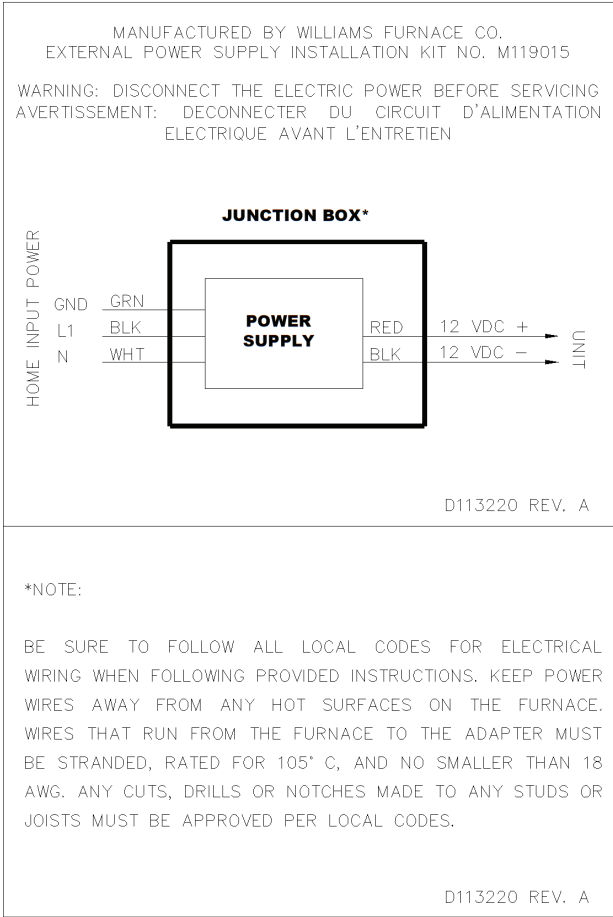 MANUFACTURED BY WILLIAMS FURNACE CO.
EXTERNAL POWER SUPPLY INSTALLATION KIT NO. M119015
WARNING: DISCONNECT THE ELECTRIC POWER BEFORE SERVICING
AVERTISSEMENT: DECONNECTER DU CIRCUIT D'ALIMENTATION
ELECTRIQUE AVANT L'ENTRETIEN
JUNCTION BOX*
HOME INPUT POWER
GND GRN
L1 BLK
N WHT
POWER
SUPPLY
RED 12 VDC +
BLK 12 VDC -
UNIT
D113220 REV. A
*NOTE:
BE SURE TO FOLLOW ALL LOCAL CODES FOR ELECTRICAL
WIRING WHEN FOLLOWING PROVIDED INSTRUCTIONS. KEEP POWER
WIRES AWAY FROM ANY HOT SURFACES ON THE FURNACE.
WIRES THAT RUN FROM THE FURNACE TO THE ADAPTER MUST
BE STRANDED, RATED FOR 105° C, AND NO SMALLER THAN 18
AWG. ANY CUTS, DRILLS OR NOTCHES MADE TO ANY STUDS OR
JOISTS MUST BE APPROVED PER LOCAL CODES.
D113220 REV. A